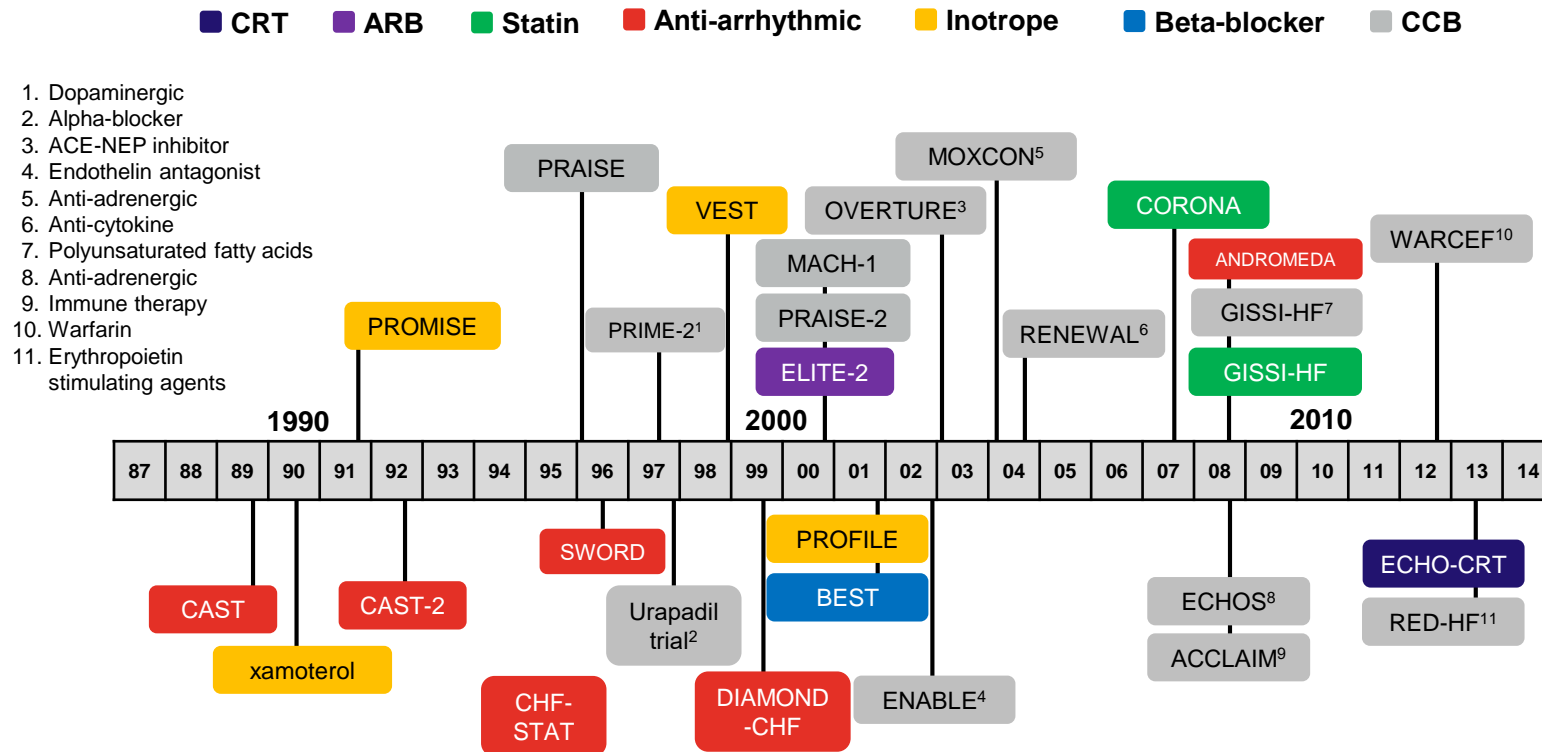 CRT ARB Statin Anti-arrhythmic Inotrope Beta-blocker CCB
1. Dopaminergic
2. Alpha-blocker
3. ACE-NEP inhibitor
4. Endothelin antagonist
5. Anti-adrenergic
6. Anti-cytokine
7. Polyunsaturated fatty acids
8. Anti-adrenergic
9. Immune therapy
10. Warfarin
11. Erythropoietin
stimulating agents
MOXCON⁵
PRAISE
VEST
OVERTURE³
CORONA
WARCEF¹⁰
MACH-1
ANDROMEDA
PROMISE
PRIME-2¹
PRAISE-2
RENEWAL⁶
GISSI-HF⁷
ELITE-2
GISSI-HF
1990 2000 2010
87 88 89 90 91 92 93 94 95 96 97 98 99 00 01 02 03 04 05 06 07 08 09 10 11 12 13 14
SWORD
PROFILE
ECHO-CRT
CAST
CAST-2
Urapadil
trial²
BEST
ECHOS⁸
RED-HF¹¹
xamoterol
ACCLAIM⁹
CHF-
STAT
DIAMOND
-CHF
ENABLE⁴